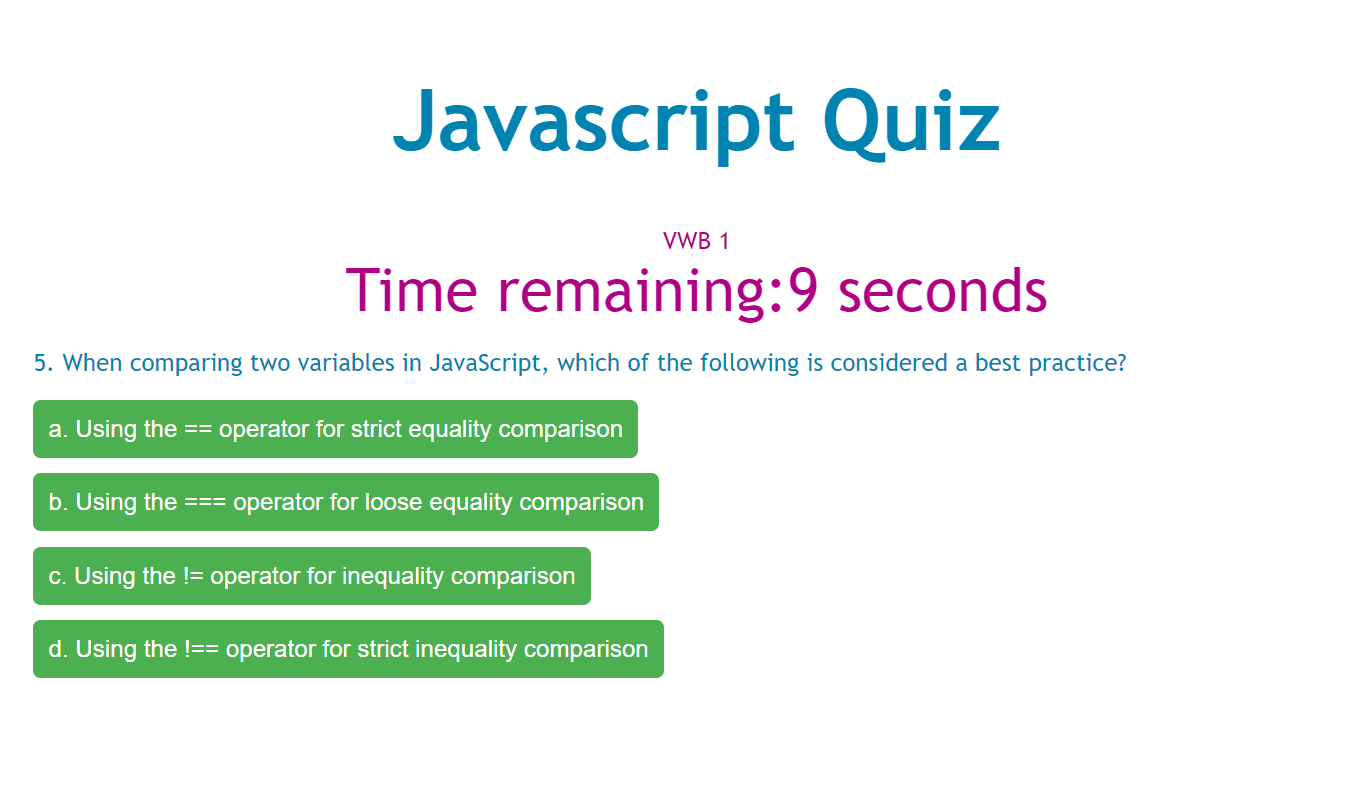 Javascript Quiz
VWB 1
Time remaining:9 seconds
5. When comparing two variables in JavaScript, which of the following is considered a best practice?
a. Using the == operator for strict equality comparison
b. Using the === operator for loose equality comparison
c. Using the != operator for inequality comparison
d. Using the !== operator for strict inequality comparison